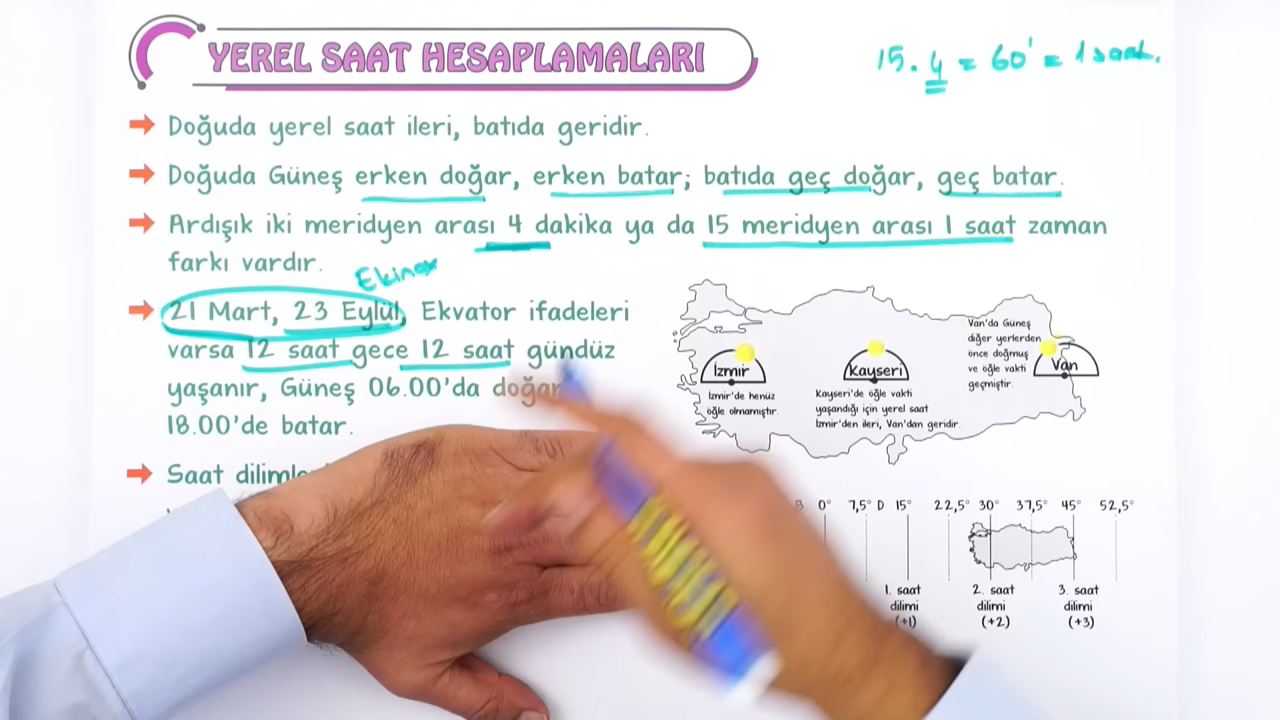 YEREL SAAT HESAPLAMALARI
15. 4 = 60' = 1 saat.
Doğuda yerel saat ileri, batıda geridir.
Doğuda Güneş erken doğar, erken batar; batıda geç doğar, geç batar.
Ardışık iki meridyen arası 4 dakika ya da 15 meridyen arası 1 saat zaman
farkı vardır.
Ekinox
21 Mart, 23 Eylül, Ekvator ifadeleri
varsa 12 saat gece 12 saat gündüz
yaşanır, Güneş 06.00'da doğar
18.00'de batar.
Saat
İzmir
İzmir'de henüz
öğle olmamıştır.
Kayseri
Kayseri'de öğle vakti
yaşandığı için yerel saat
İzmir'den ileri, Van'dan geridir.
Van'da Güneş
diğer yerlerden
önce doğmuş
ve öğle vakti
geçmiştir.
Van
B 0° 7,5° D 15° 22,5° 30° 37,5° 45° 52,5°
1. saat
dilimi
(+1)
2. saat
dilimi
(+2)
3. saat
dilimi
(+3)